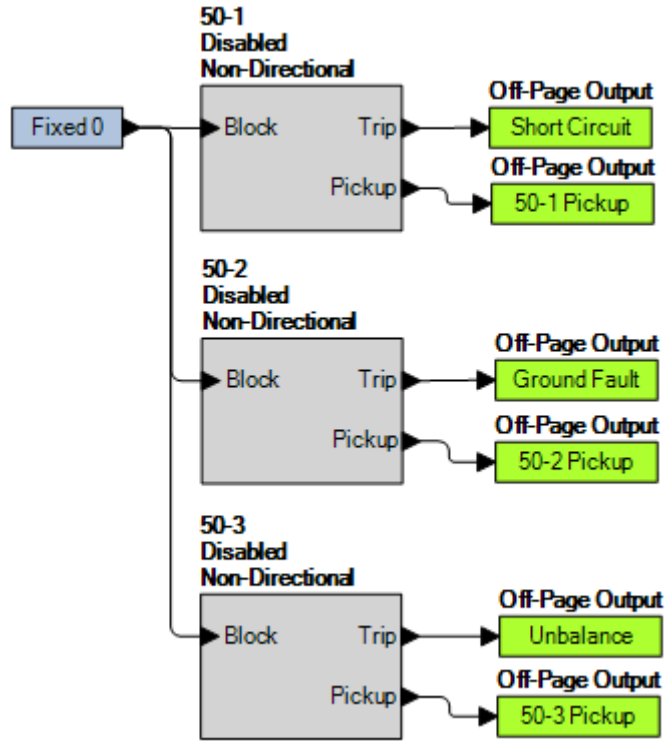 50-1
Disabled
Non-Directional
Off-Page Output
Fixed 0
Block
Trip
Short Circuit
Off-Page Output
Pickup
50-1 Pickup
50-2
Disabled
Non-Directional
Off-Page Output
Block
Trip
Ground Fault
Off-Page Output
Pickup
50-2 Pickup
50-3
Disabled
Non-Directional
Off-Page Output
Block
Trip
Unbalance
Off-Page Output
Pickup
50-3 Pickup